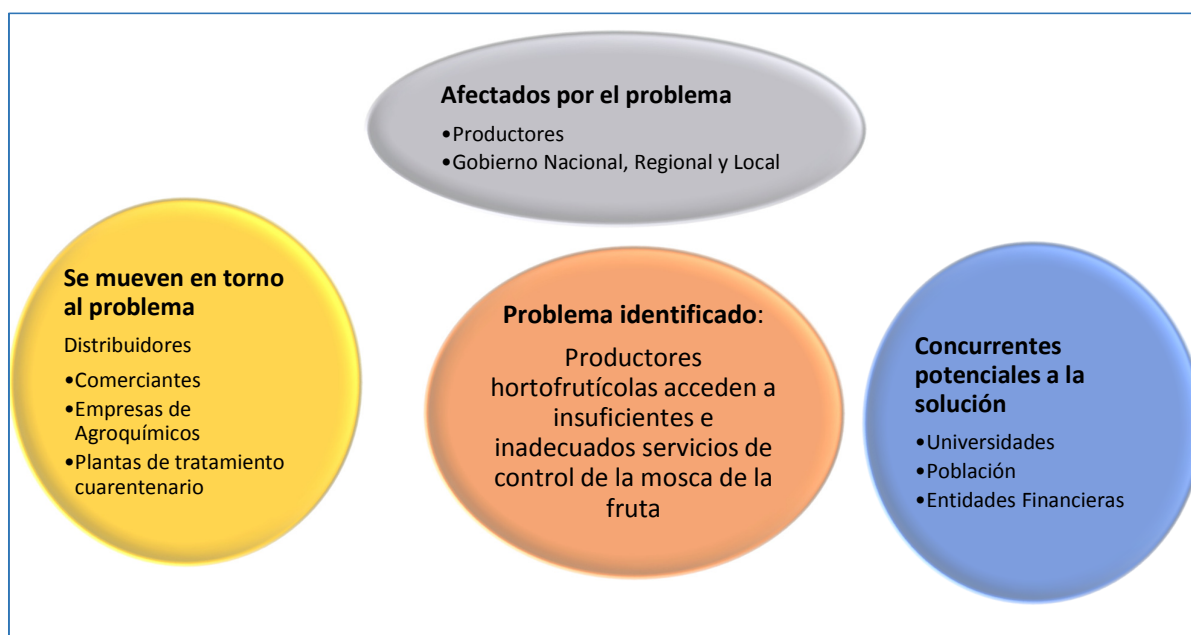 Afectados por el problema
•Productores
•Gobierno Nacional, Regional y Local
Se mueven en torno
al problema
Distribuidores
•Comerciantes
•Empresas de
Agroquímicos
•Plantas de tratamiento
cuarentenario
Problema identificado:
Productores
hortofrutícolas acceden a
insuficientes e
inadecuados servicios de
control de la mosca de la
fruta
Concurrentes
potenciales a la
solución
•Universidades
•Población
•Entidades Financieras